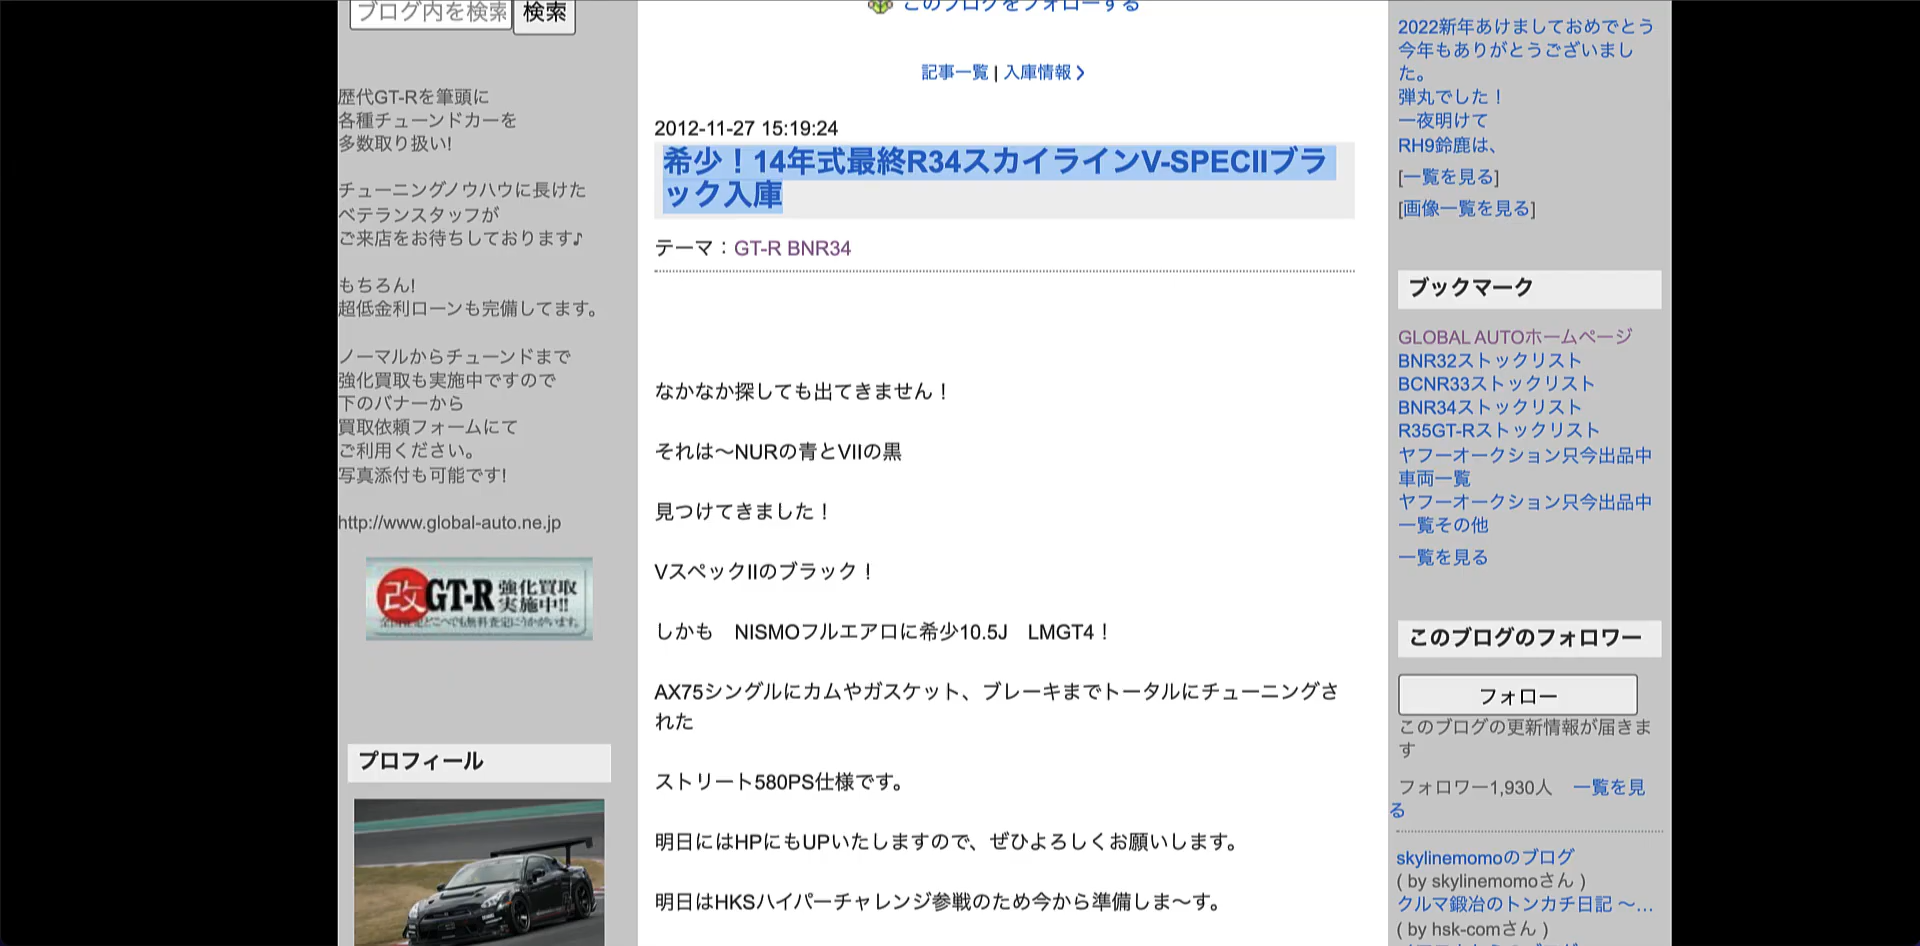 ブログ内を検索
検索
歴代GT-Rを筆頭に
各種チューンドカーを
多数取り扱い!
チューニングノウハウに長けた
ベテランスタッフが
ご来店をお待ちしております♪
もちろん!
超低金利ローンも完備してます。
ノーマルからチューンドまで
強化買取も実施中ですので
下のバナーから
買取依頼フォームにて
ご利用ください。
写真添付も可能です!
http://www.global-auto.ne.jp
改GT-R 強化買取
実施中!!
プロフィール
このブログをフォローする
記事一覧 | 入庫情報
2012-11-27 15:19:24
希少！14年式最終R34スカイラインV-SPECIIブラ
ック入庫
テーマ：GT-R BNR34
なかなか探しても出てきません！
それは〜NURの青とVIIの黒
見つけてきました！
VスペックIIのブラック！
しかも　NISMOフルエアロに希少10.5J　LMGT4！
AX75シングルにカムやガスケット、ブレーキまでトータルにチューニングさ
れた
ストリート580PS仕様です。
明日にはHPにもUPいたしますので、ぜひよろしくお願いします。
明日はHKSハイパーチャレンジ参戦のため今から準備しま〜す。
2022新年あけましておめでとう
今年もありがとうございまし
た。
弾丸でした！
一夜明けて
RH9鈴鹿は、
[一覧を見る]
[画像一覧を見る]
ブックマーク
GLOBAL AUTOホームページ
BNR32ストックリスト
BCNR33ストックリスト
BNR34ストックリスト
R35GT-Rストックリスト
ヤフーオークション只今出品中
車両一覧
ヤフーオークション只今出品中
一覧その他
一覧を見る
このブログのフォロワー
フォロー
このブログの更新情報が届きま
す
フォロワー1,930人　一覧を見
る
skylinemomoのブログ
( by skylinemomoさん )
クルマ鍛冶のトンカチ日記 〜…
( by hsk-comさん )